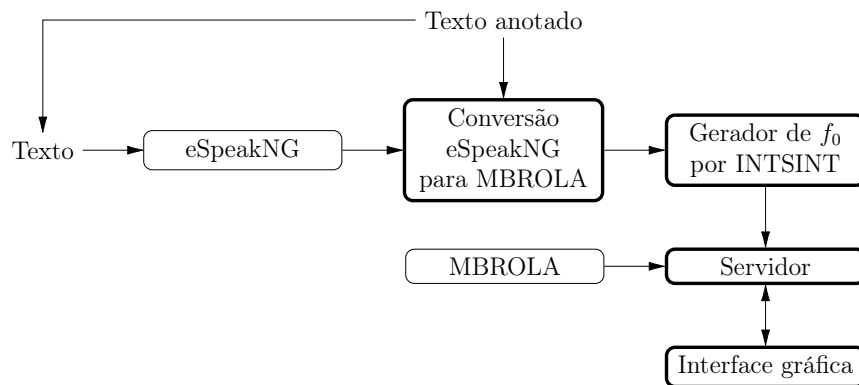 Texto anotado
Texto
eSpeakNG
Conversão
eSpeakNG
para MBROLA
Gerador de f₀
por INTSINT
MBROLA
Servidor
Interface gráfica